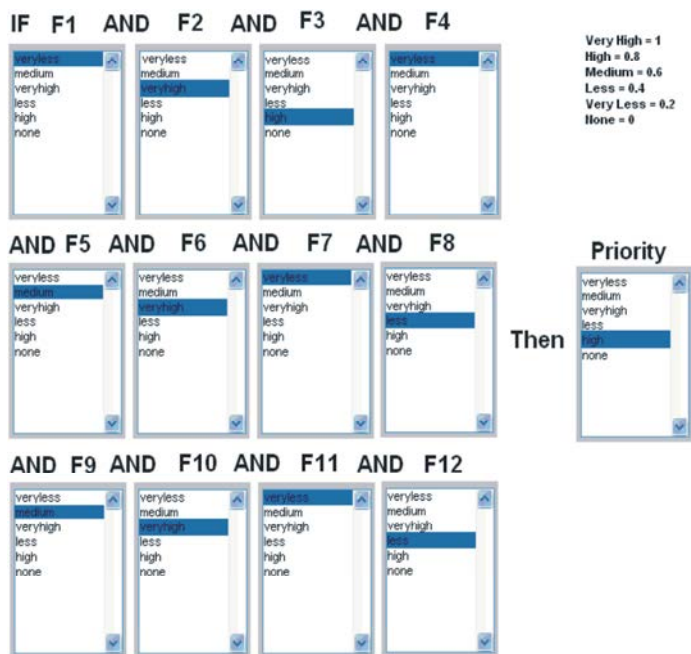 IF F1 AND F2 AND F3 AND F4
veryless
medium
veryhigh
less
high
none
veryless
medium
veryhigh
less
high
none
veryless
medium
veryhigh
less
high
none
veryless
medium
veryhigh
less
high
none
Very High = 1
High = 0.8
Medium = 0.6
Less = 0.4
Very Less = 0.2
None = 0
AND F5 AND F6 AND F7 AND F8
veryless
medium
veryhigh
less
high
none
veryless
medium
veryhigh
less
high
none
veryless
medium
veryhigh
less
high
none
veryless
medium
veryhigh
less
high
none
Then
Priority
veryless
medium
veryhigh
less
high
none
AND F9 AND F10 AND F11 AND F12
veryless
medium
veryhigh
less
high
none
veryless
medium
veryhigh
less
high
none
veryless
medium
veryhigh
less
high
none
veryless
medium
veryhigh
less
high
none